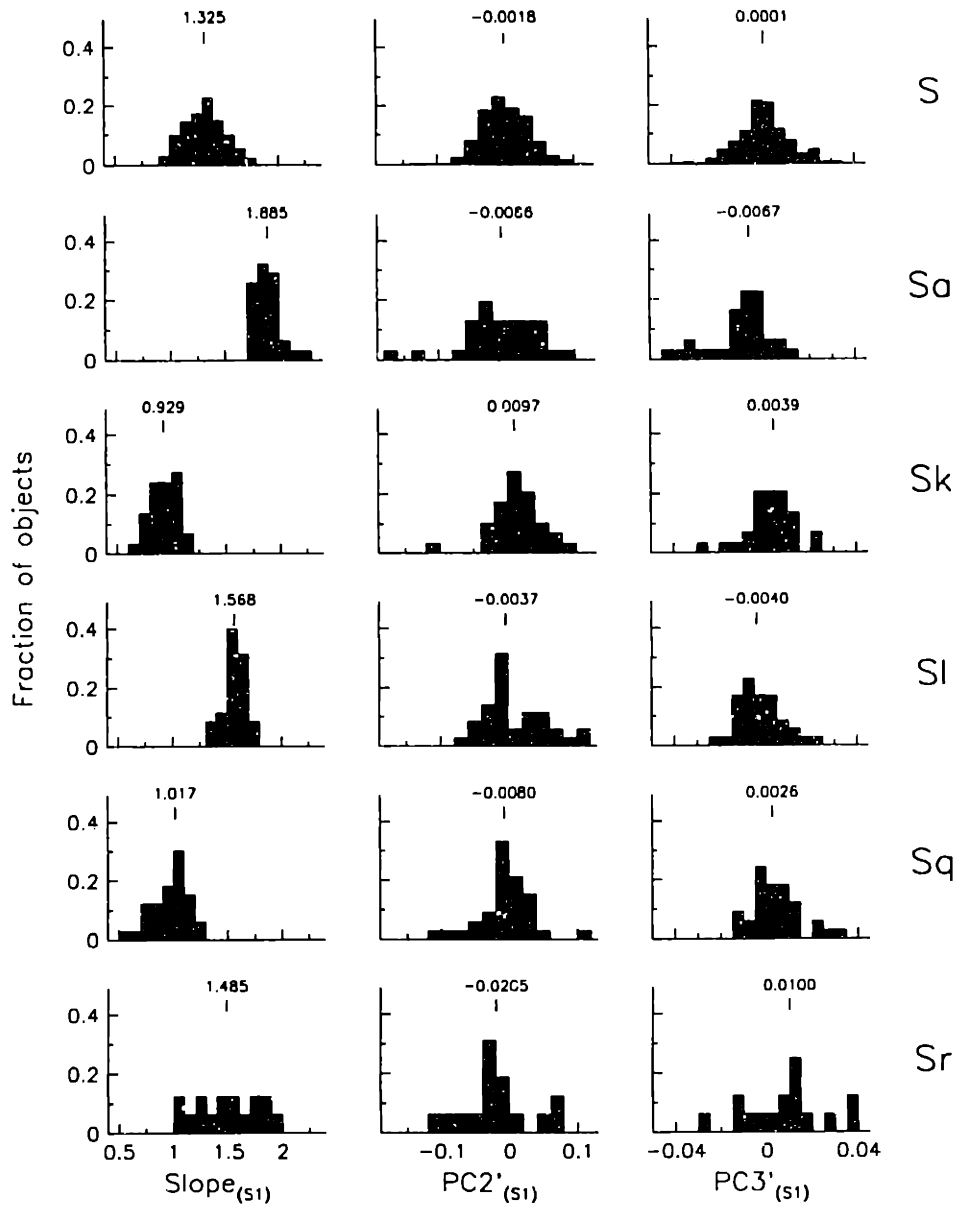 1.325 -0.0018 0.0001
0.4
0.2
0
S
1.885 -0.0066 -0.0067
0.4
0.2
0
Sa
0.929 0.0097 0.0039
0.4
0.2
0
Sk
Fraction of objects
1.568 -0.0037 -0.0040
0.4
0.2
0
Sl
1.017 -0.0080 0.0026
0.4
0.2
0
Sq
1.485 -0.0205 0.0100
0.4
0.2
0
Sr
0.5 1 1.5 2 -0.1 0 0.1 -0.04 0 0.04
Slope(S1) PC2'(S1) PC3'(S1)